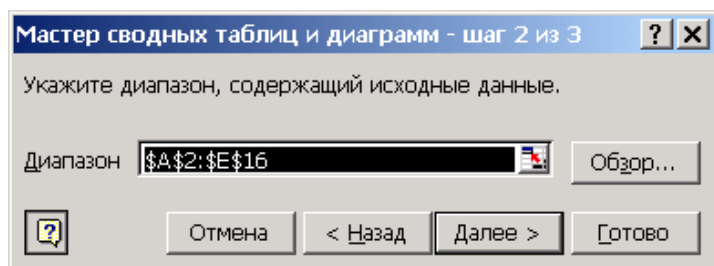 Мастер сводных таблиц и диаграмм - шаг 2 из 3
Укажите диапазон, содержащий исходные данные.
Диапазон $A$2:$E$16 Обзор...
Отмена < Назад Далее > Готово